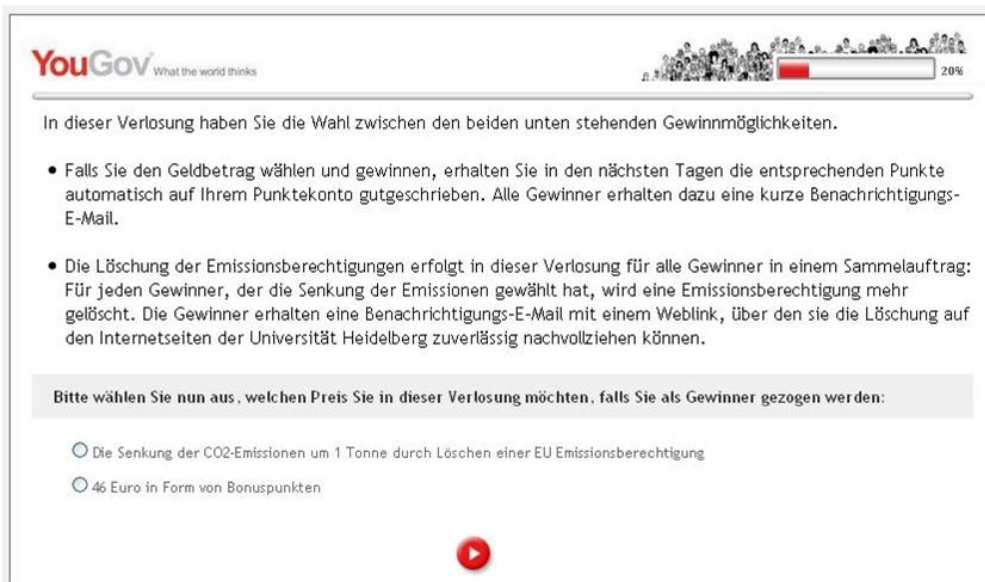 YouGov What the world thinks
20%
In dieser Verlosung haben Sie die Wahl zwischen den beiden unten stehenden Gewinnmöglichkeiten.
• Falls Sie den Geldbetrag wählen und gewinnen, erhalten Sie in den nächsten Tagen die entsprechenden Punkte
automatisch auf Ihrem Punktekonto gutgeschrieben. Alle Gewinner erhalten dazu eine kurze Benachrichtigungs-
E-Mail.
• Die Löschung der Emissionsberechtigungen erfolgt in dieser Verlosung für alle Gewinner in einem Sammelauftrag:
Für jeden Gewinner, der die Senkung der Emissionen gewählt hat, wird eine Emissionsberechtigung mehr
gelöscht. Die Gewinner erhalten eine Benachrichtigungs-E-Mail mit einem Weblink, über den sie die Löschung auf
den Internetseiten der Universität Heidelberg zuverlässig nachvollziehen können.
Bitte wählen Sie nun aus, welchen Preis Sie in dieser Verlosung möchten, falls Sie als Gewinner gezogen werden:
Die Senkung der CO2-Emissionen um 1 Tonne durch Löschen einer EU Emissionsberechtigung
46 Euro in Form von Bonuspunkten